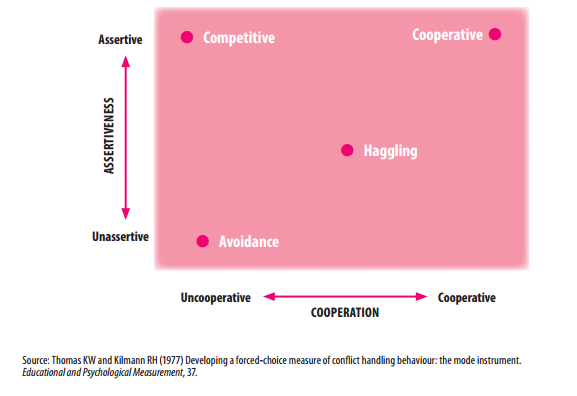 Assertive
Competitive
Cooperative
ASSERTIVENESS
Haggling
Unassertive
Avoidance
Uncooperative
Cooperative
COOPERATION
Source: Thomas KW and Kilmann RH (1977) Developing a forced-choice measure of conflict handling behaviour: the mode instrument.
Educational and Psychological Measurement, 37.